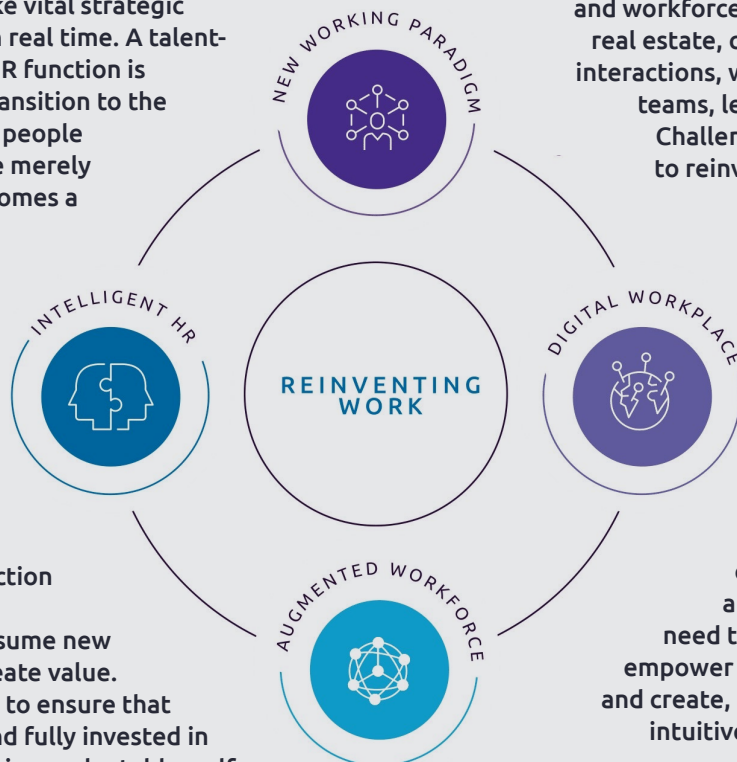 ke vital strategic
real time. A talent-
R function is
ansition to the
people
e merely
omes a
NEW WORKING PARADIGM
and workforce
real estate, c
interactions, w
teams, le
Challen
to reinv
INTELLIGENT HR
REINVENTING
WORK
DIGITAL WORKPLACE
ction
sume new
eate value.
to ensure that
nd fully invested in
AUGMENTED WORKFORCE
a
need t
empower
and create,
intuitive